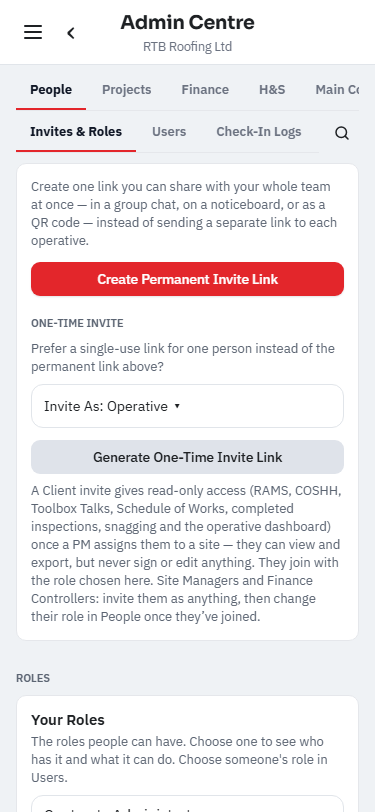 Admin Centre
RTB Roofing Ltd
People Projects Finance H&S Main Co
Invites & Roles Users Check-In Logs
Create one link you can share with your whole team
at once — in a group chat, on a noticeboard, or as a
QR code — instead of sending a separate link to each
operative.
Create Permanent Invite Link
ONE-TIME INVITE
Prefer a single-use link for one person instead of the
permanent link above?
Invite As: Operative ▾
Generate One-Time Invite Link
A Client invite gives read-only access (RAMS, COSHH,
Toolbox Talks, Schedule of Works, completed
inspections, snagging and the operative dashboard)
once a PM assigns them to a site — they can view and
export, but never sign or edit anything. They join with
the role chosen here. Site Managers and Finance
Controllers: invite them as anything, then change
their role in People once they’ve joined.
ROLES
Your Roles
The roles people can have. Choose one to see who
has it and what it can do. Choose someone's role in
Users.